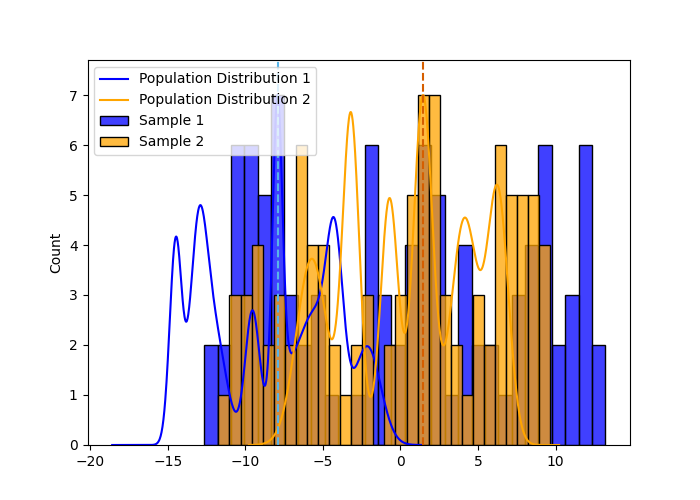 Population Distribution 1
Population Distribution 2
Sample 1
Sample 2
Count
7
6
5
4
3
2
1
0
−20 −15 −10 −5 0 5 10